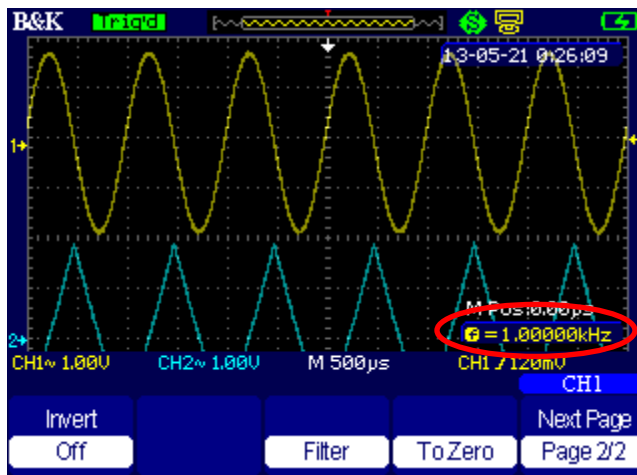 B&K Trig'd
13-05-21 0:26:09
1
M Pos:0.00µs
f = 1.00000kHz
2
CH1~ 1.00V CH2~ 1.00V M 500µs CH1 / 120mV
CH1
Invert Next Page
Off Filter To Zero Page 2/2